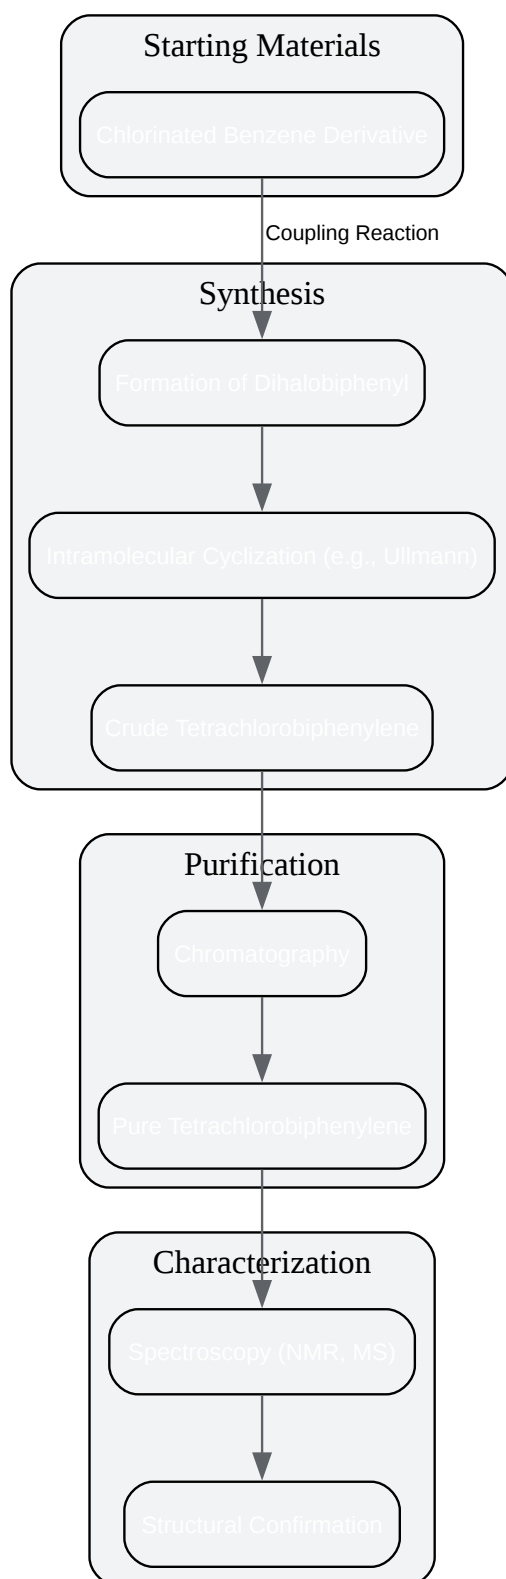 Starting Materials
Chlorinated Benzene Derivative
Coupling Reaction
Synthesis
Formation of Dihalobiphenyl
Intramolecular Cyclization (e.g., Ullmann)
Crude Tetrachlorobiphenylene
Purification
Chromatography
Pure Tetrachlorobiphenylene
Characterization
Spectroscopy (NMR, MS)
Structural Confirmation